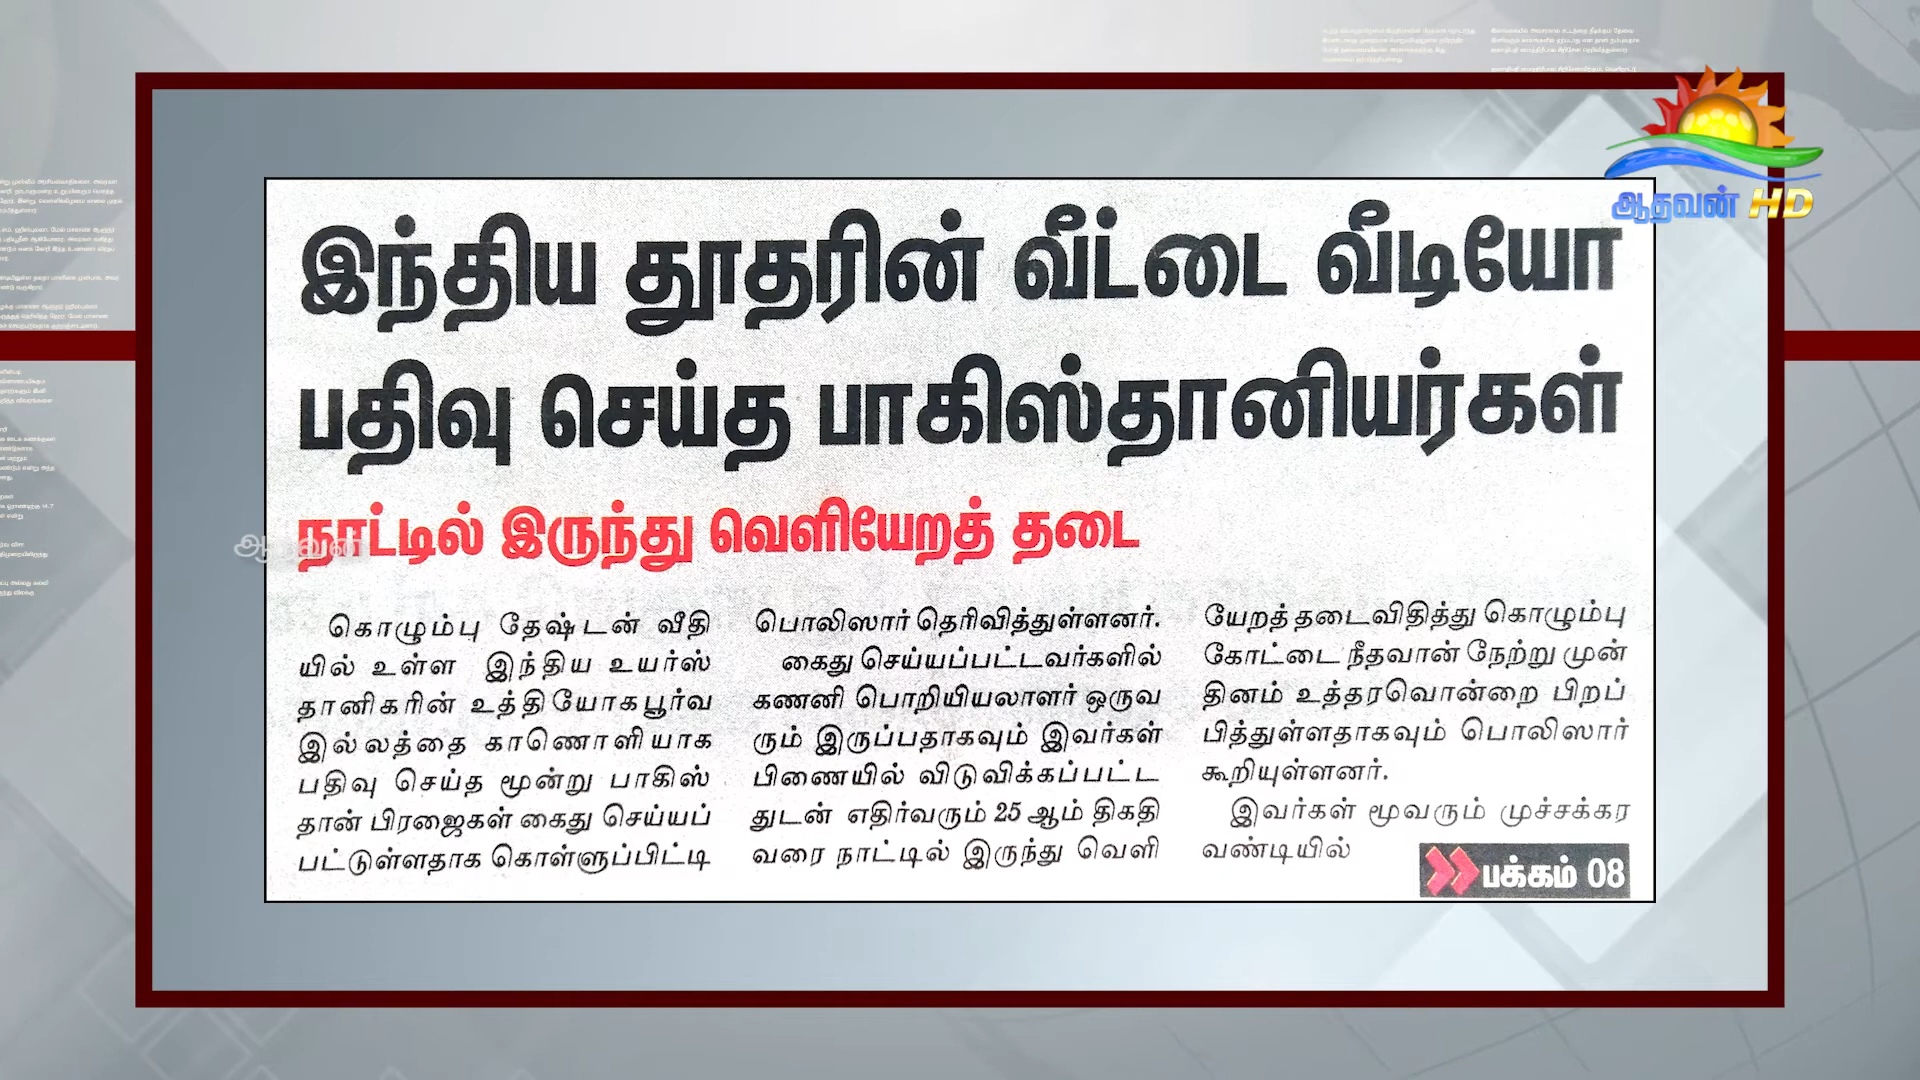 ஆதவன் HD
இந்திய தூதரின் வீட்டை வீடியோ
பதிவு செய்த பாகிஸ்தானியர்கள்
நாட்டில் இருந்து வெளியேறத் தடை
ஆதவன்
கொழும்பு தேஷ்டன் வீதி
யில் உள்ள இந்திய உயர்ஸ்
தானிகரின் உத்தியோகபூர்வ
இல்லத்தை காணொளியாக
பதிவு செய்த மூன்று பாகிஸ்
தான் பிரஜைகள் கைது செய்யப்
பட்டுள்ளதாக கொள்ளுப்பிட்டி
பொலிஸார் தெரிவித்துள்ளனர்.
கைது செய்யப்பட்டவர்களில்
கணனி பொறியியலாளர் ஒருவ
ரும் இருப்பதாகவும் இவர்கள்
பிணையில் விடுவிக்கப்பட்ட
துடன் எதிர்வரும் 25 ஆம் திகதி
வரை நாட்டில் இருந்து வெளி
யேறத் தடைவிதித்து கொழும்பு
கோட்டை நீதவான் நேற்று முன்
தினம் உத்தரவொன்றை பிறப்
பித்துள்ளதாகவும் பொலிஸார்
கூறியுள்ளனர்.
இவர்கள் மூவரும் முச்சக்கர
வண்டியில்
பக்கம் 08